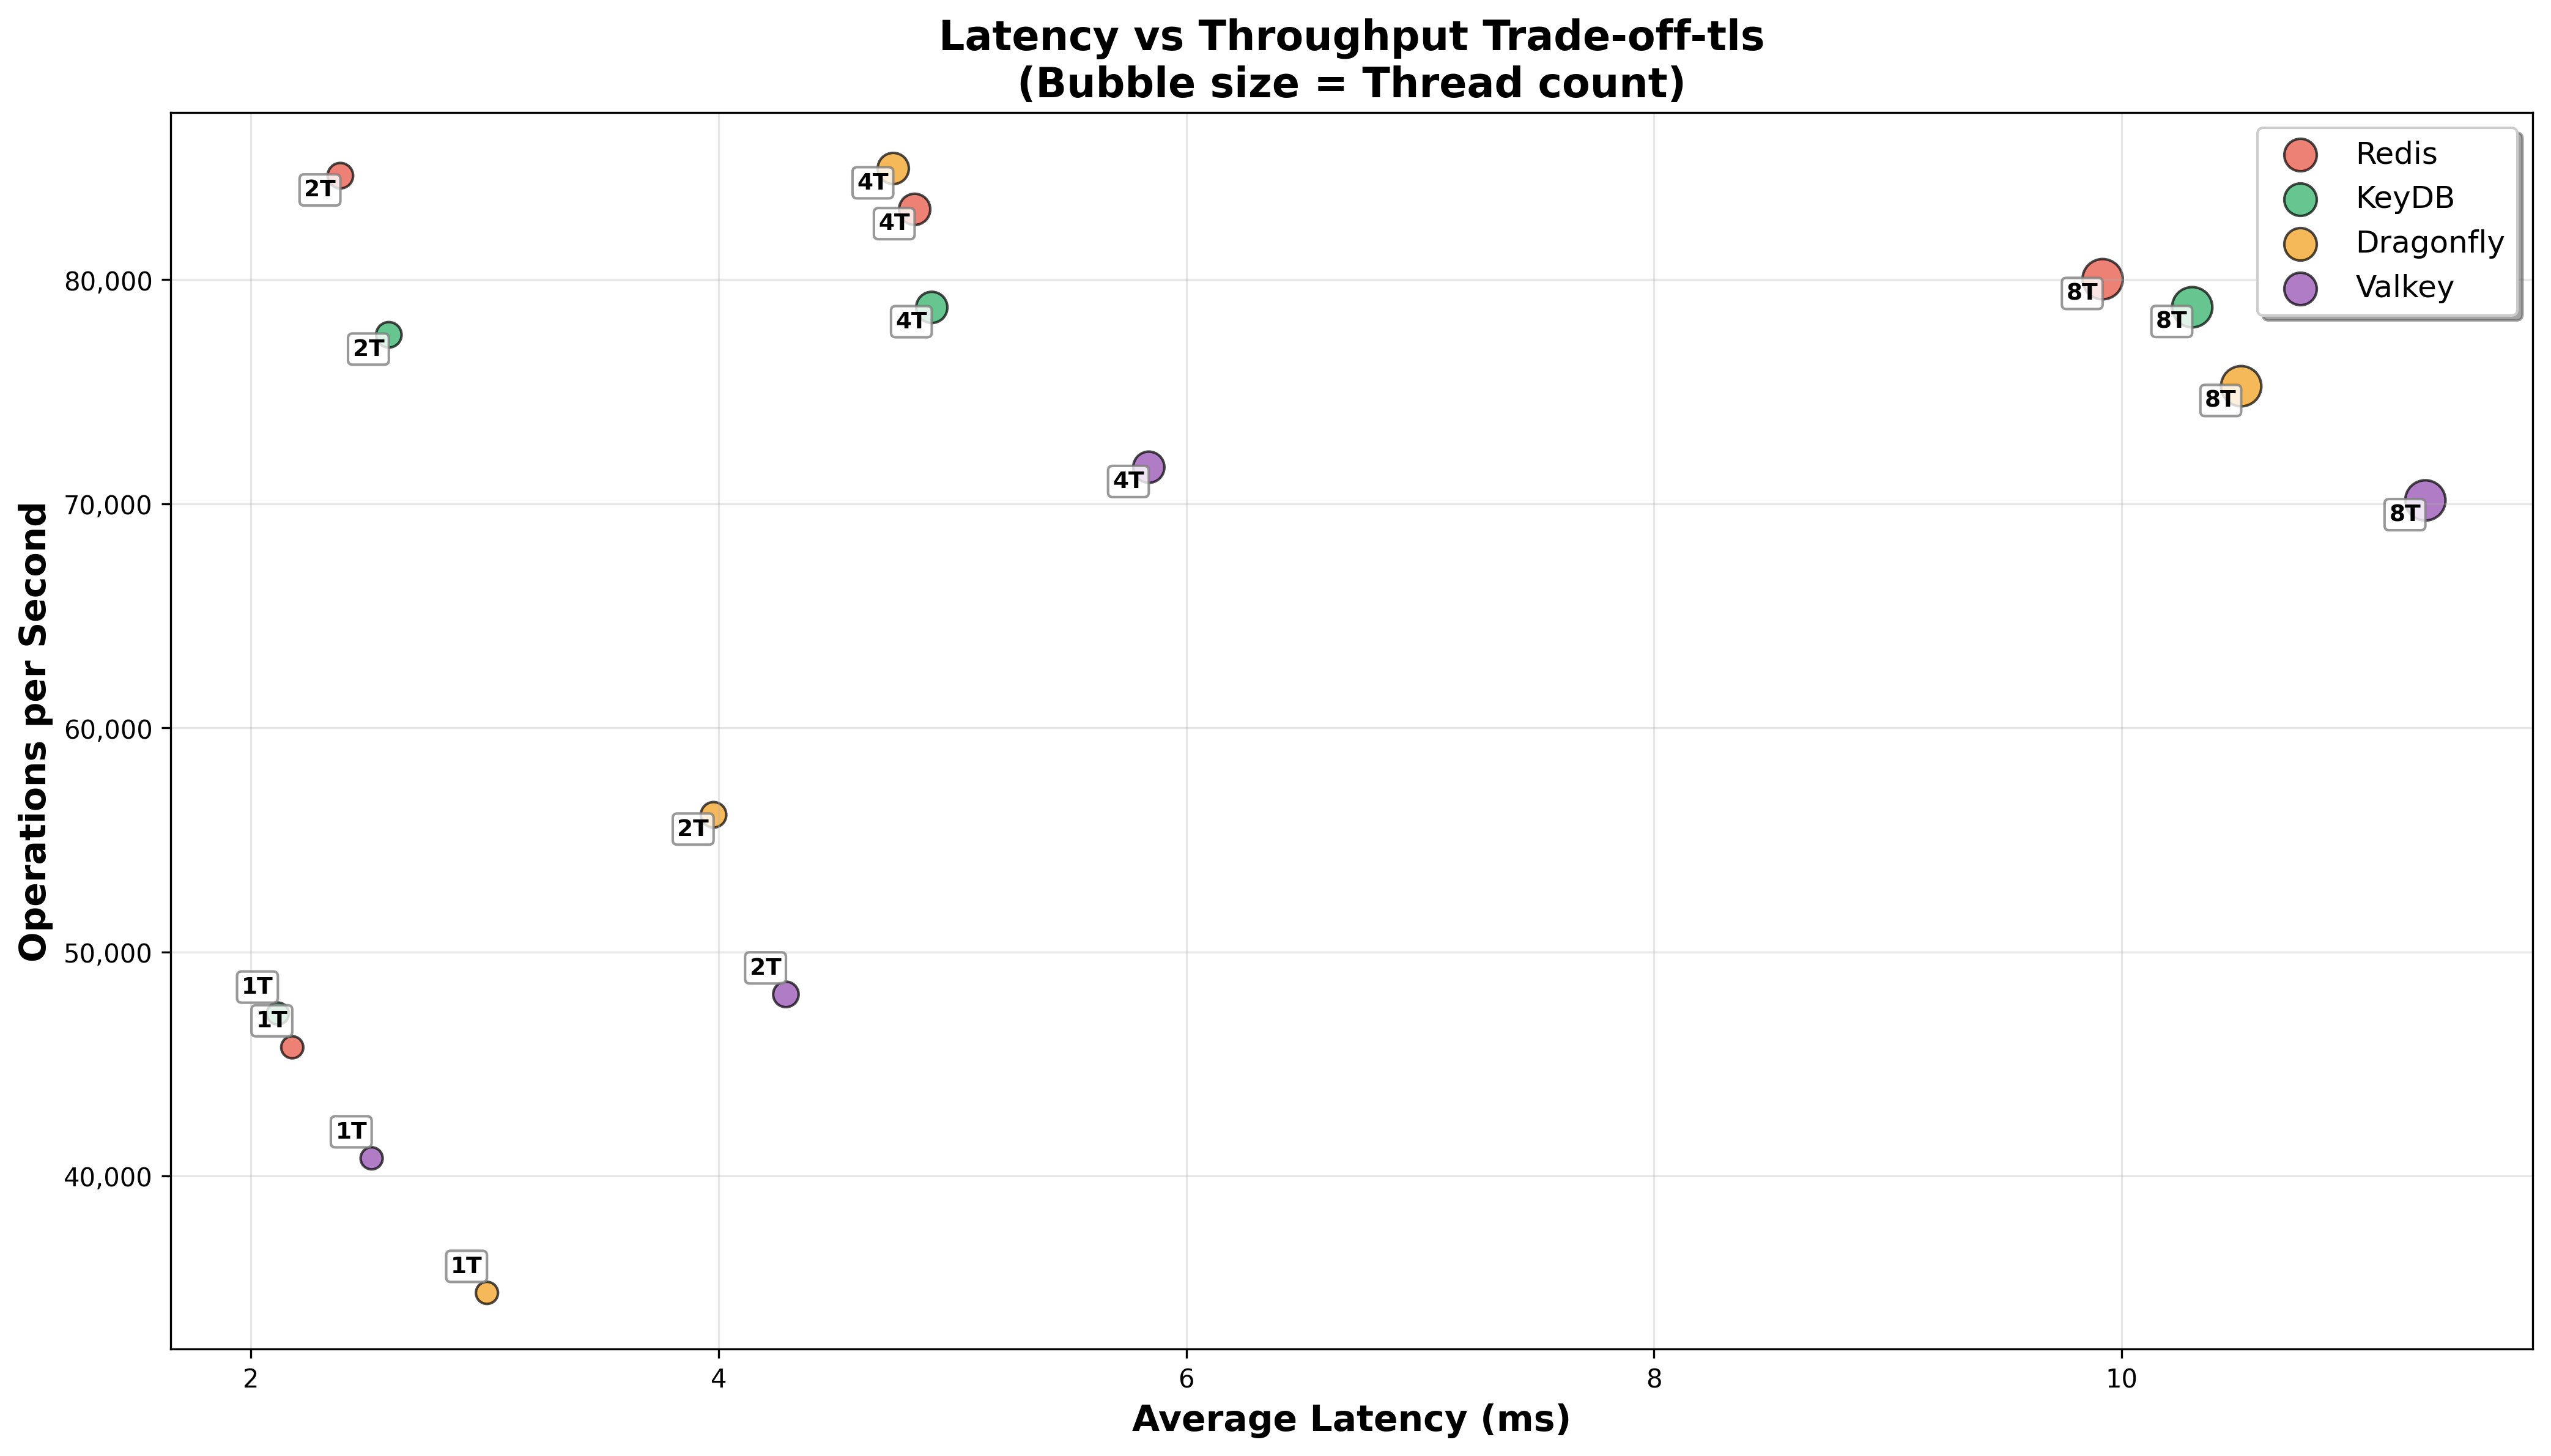 Latency vs Throughput Trade-off-tls
(Bubble size = Thread count)
Redis
KeyDB
Dragonfly
Valkey
2T
4T
4T
8T
4T
8T
2T
8T
4T
8T
2T
2T
1T
1T
1T
1T
80,000
70,000
60,000
50,000
40,000
Operations per Second
2
4
6
8
10
Average Latency (ms)